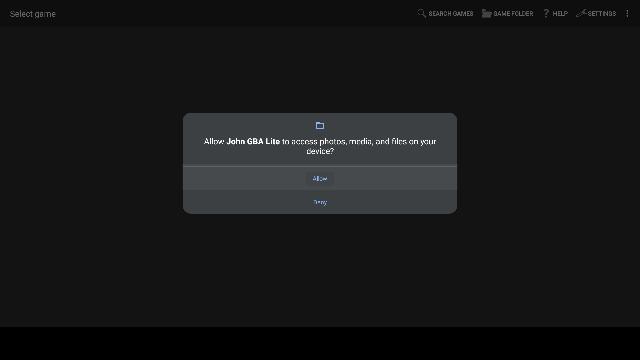 Select game
SEARCH GAMES
GAME FOLDER
HELP
SETTINGS
Allow John GBA Lite to access photos, media, and files on your
device?
Allow
Deny